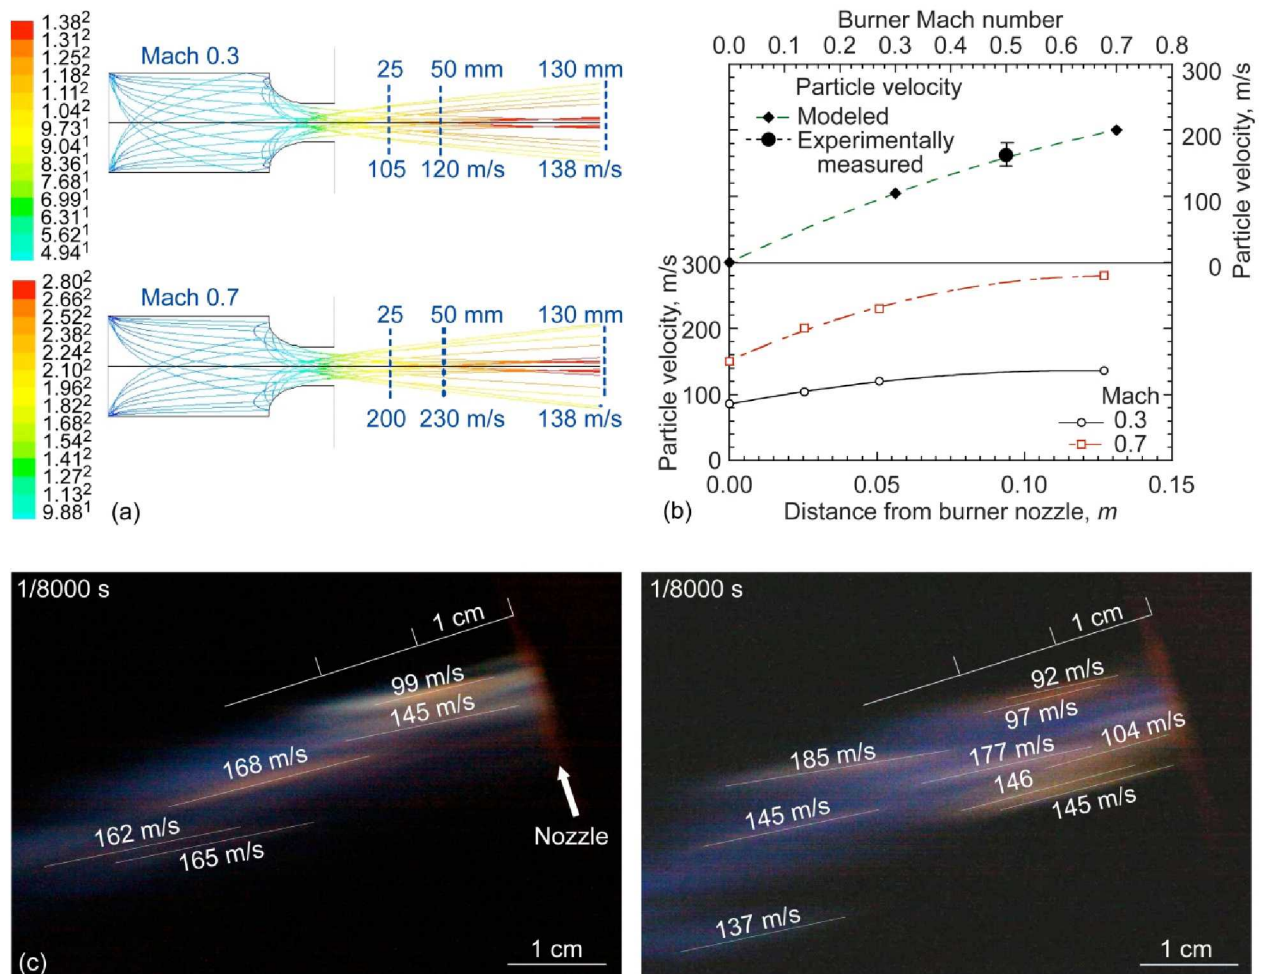 1.38²
1.31²
1.25²
1.18²
1.11²
1.04²
9.73¹
9.04¹
8.36¹
7.68¹
6.99¹
6.31¹
5.62¹
4.94¹
Mach 0.3
25 50 mm 130 mm
105 120 m/s 138 m/s
2.80²
2.66²
2.52²
2.38²
2.24²
2.10²
1.96²
1.82²
1.68²
1.54²
1.41²
1.27²
1.13²
9.88¹
Mach 0.7
25 50 mm 130 mm
200 230 m/s 138 m/s
(a)
Burner Mach number
0.0 0.1 0.2 0.3 0.4 0.5 0.6 0.7 0.8
Particle velocity
Modeled
Experimentally
measured
300
200
100
0
Particle velocity, m/s
300
200
100
0
Particle velocity, m/s
Mach
0.3
0.7
0.00 0.05 0.10 0.15
Distance from burner nozzle, m
(b)
1/8000 s
1 cm
99 m/s
145 m/s
168 m/s
162 m/s
165 m/s
Nozzle
1 cm
(c)
1/8000 s
1 cm
92 m/s
97 m/s
104 m/s
185 m/s
177 m/s
146
145 m/s
145 m/s
137 m/s
1 cm